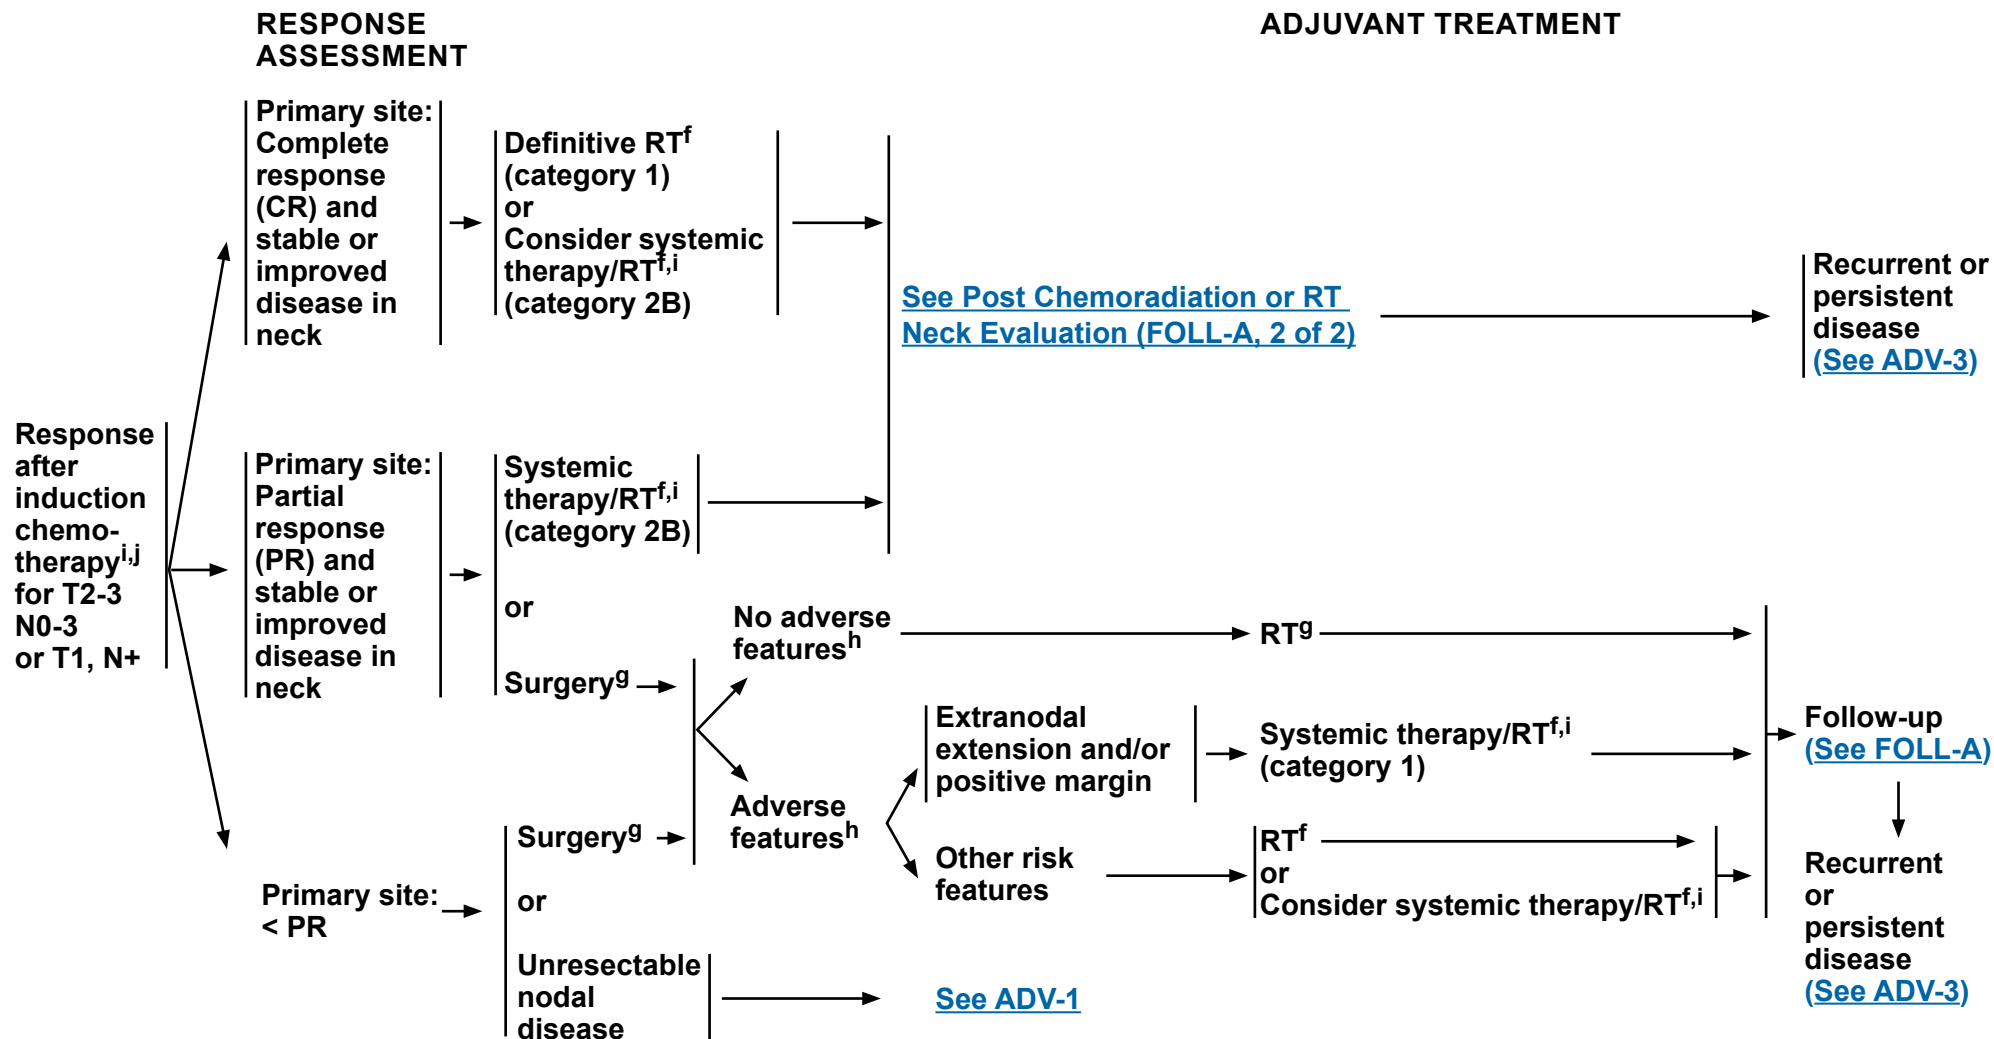 RESPONSE
ASSESSMENT
ADJUVANT TREATMENT
Response
after
induction
chemo-
therapyi,j
for T2-3
N0-3
or T1, N+
Primary site:
Complete
response
(CR) and
stable or
improved
disease in
neck
Definitive RTf
(category 1)
or
Consider systemic
therapy/RTf,i
(category 2B)
See Post Chemoradiation or RT
Neck Evaluation (FOLL-A, 2 of 2)
Recurrent or
persistent
disease
(See ADV-3)
Primary site:
Partial
response
(PR) and
stable or
improved
disease in
neck
Systemic
therapy/RTf,i
(category 2B)
or
Surgeryg
No adverse
featuresh
RTg
Adverse
featuresh
Extranodal
extension and/or
positive margin
Systemic therapy/RTf,i
(category 1)
Other risk
features
RTf
or
Consider systemic therapy/RTf,i
Follow-up
(See FOLL-A)
Recurrent
or
persistent
disease
(See ADV-3)
Primary site:
< PR
Surgeryg
or
Unresectable
nodal
disease
See ADV-1